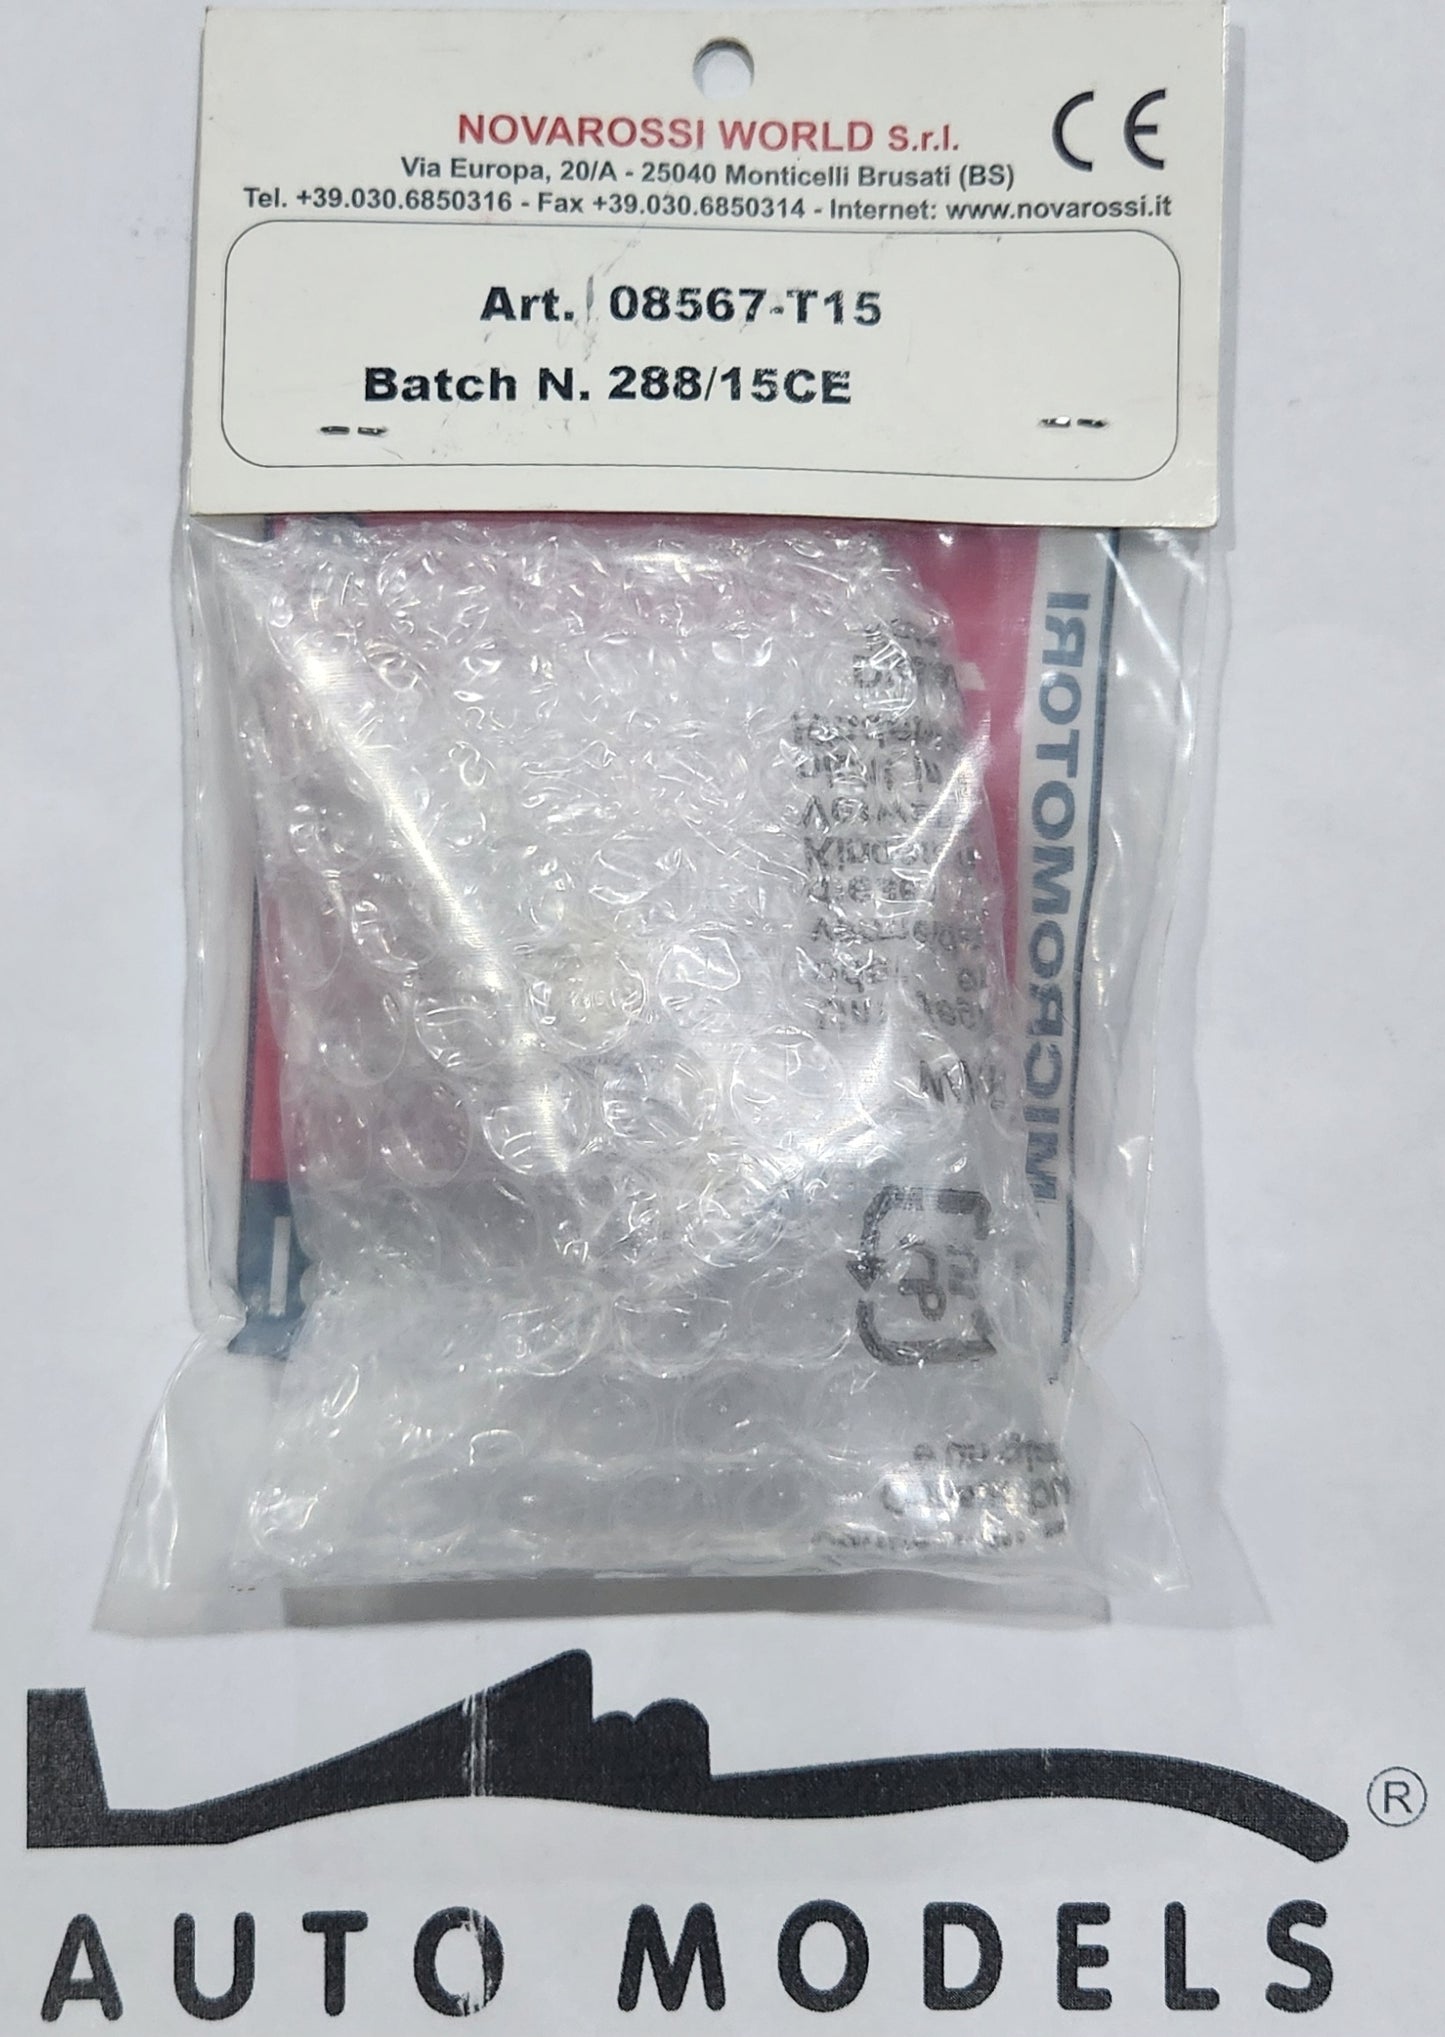 NOVAROSSI WORLD S.r.l.
CE
Via Europa, 20/A - 25040 Monticelli Brusati (BS)
Tel. +39.030.6850316 - Fax +39.030.6850314 - Internet: www.novarossi.it
Art. 08567-T15
Batch N. 288/15CE
MICROMOTORI
AUTO MODELS
®